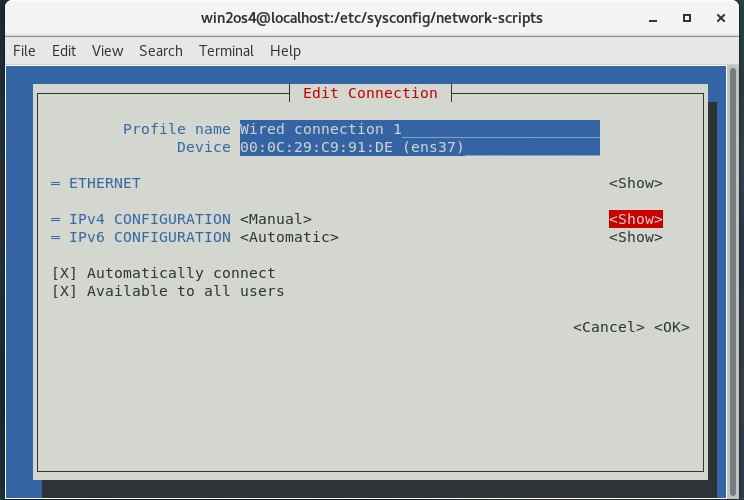 win2os4@localhost:/etc/sysconfig/network-scripts
File Edit View Search Terminal Help
Edit Connection
Profile name Wired connection 1
Device 00:0C:29:C9:91:DE (ens37)
= ETHERNET <Show>
= IPv4 CONFIGURATION <Manual> <Show>
= IPv6 CONFIGURATION <Automatic> <Show>
[X] Automatically connect
[X] Available to all users
<Cancel> <OK>